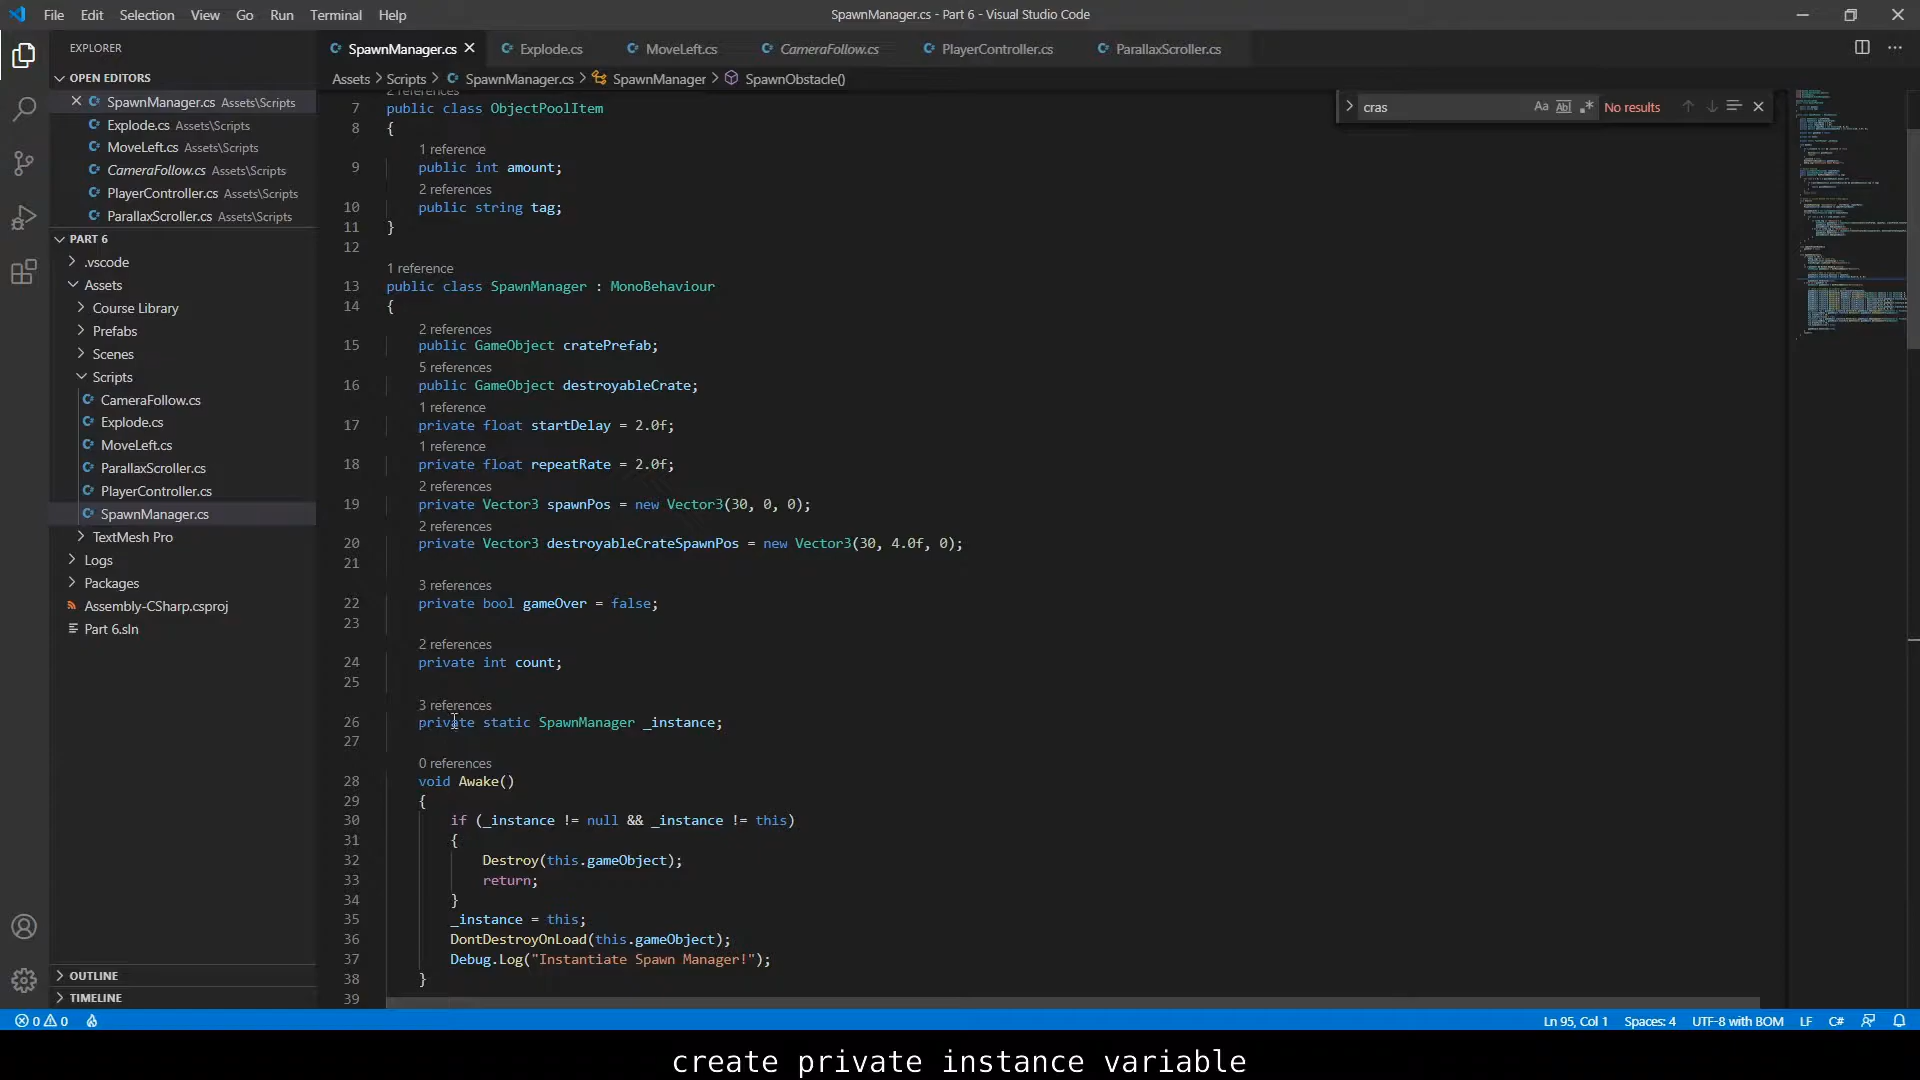 File Edit Selection View Go Run Terminal Help
SpawnManager.cs - Part 6 - Visual Studio Code
EXPLORER
SpawnManager.cs Explode.cs MoveLeft.cs CameraFollow.cs PlayerController.cs ParallaxScroller.cs
OPEN EDITORS
Assets > Scripts > SpawnManager.cs > SpawnManager > SpawnObstacle()
SpawnManager.cs Assets\Scripts
Explode.cs Assets\Scripts
MoveLeft.cs Assets\Scripts
CameraFollow.cs Assets\Scripts
PlayerController.cs Assets\Scripts
ParallaxScroller.cs Assets\Scripts
PART 6
.vscode
Assets
Course Library
Prefabs
Scenes
Scripts
CameraFollow.cs
Explode.cs
MoveLeft.cs
ParallaxScroller.cs
PlayerController.cs
SpawnManager.cs
TextMesh Pro
Logs
Packages
Assembly-CSharp.csproj
Part 6.sln
OUTLINE
TIMELINE
cras Aa Abl .* No results
2 references
7 public class ObjectPoolItem
8 {
1 reference
9 public int amount;
2 references
10 public string tag;
11 }
12
1 reference
13 public class SpawnManager : MonoBehaviour
14 {
2 references
15 public GameObject cratePrefab;
5 references
16 public GameObject destroyableCrate;
1 reference
17 private float startDelay = 2.0f;
1 reference
18 private float repeatRate = 2.0f;
2 references
19 private Vector3 spawnPos = new Vector3(30, 0, 0);
2 references
20 private Vector3 destroyableCrateSpawnPos = new Vector3(30, 4.0f, 0);
21
3 references
22 private bool gameOver = false;
23
2 references
24 private int count;
25
3 references
26 private static SpawnManager _instance;
27
0 references
28 void Awake()
29 {
30 if (_instance != null && _instance != this)
31 {
32 Destroy(this.gameObject);
33 return;
34 }
35 _instance = this;
36 DontDestroyOnLoad(this.gameObject);
37 Debug.Log("Instantiate Spawn Manager!");
38 }
39
0 0 Ln 95, Col 1 Spaces: 4 UTF-8 with BOM LF C#
create private instance variable